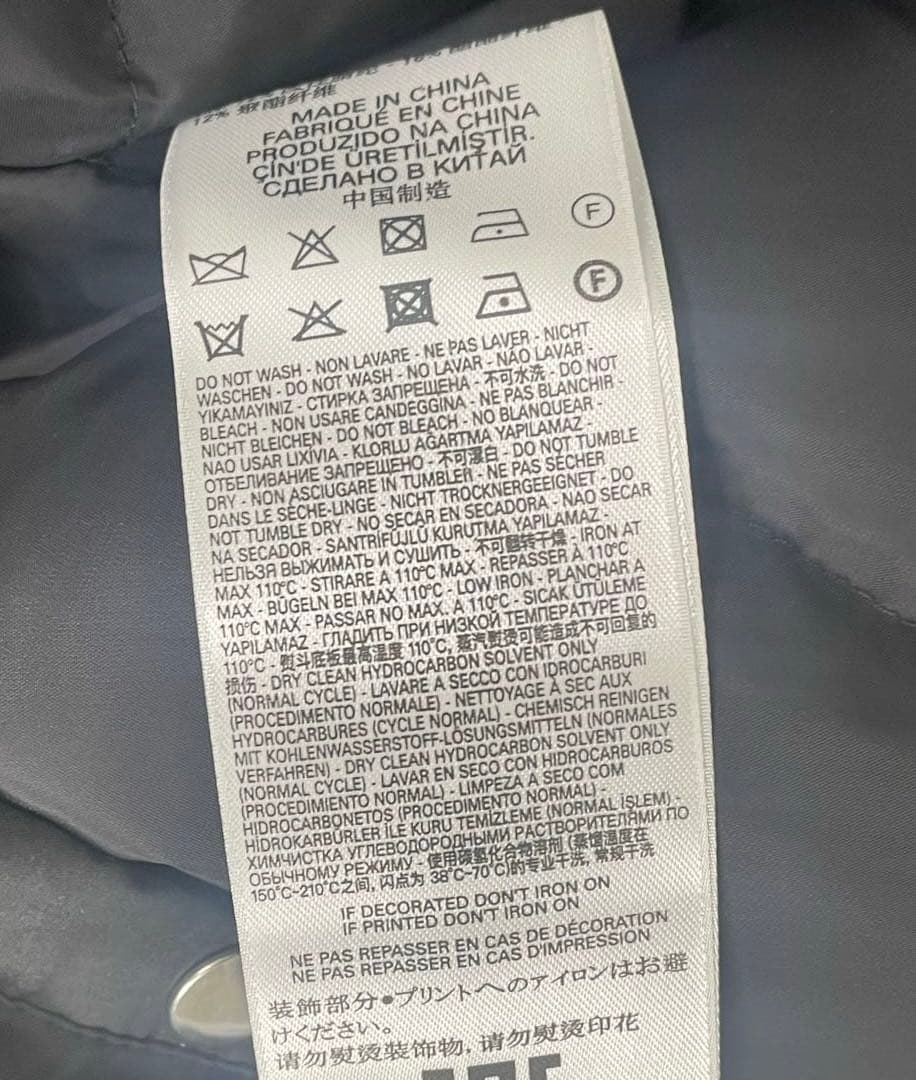 12% 聚酯纤维
MADE IN CHINA
FABRIQUÉ EN CHINE
PRODUZIDO NA CHINA
ÇİN'DE ÜRETİLMİŞTİR.
СДЕЛАНО В КИТАЙ
中国制造
F
F
DO NOT WASH - NON LAVARE - NE PAS LAVER - NICHT
WASCHEN - DO NOT WASH - NO LAVAR - NÃO LAVAR -
YIKAMAYINIZ - СТИРКА ЗАПРЕЩЕНА - 不可水洗 - DO NOT
BLEACH - NON USARE CANDEGGINA - NE PAS BLANCHIR -
NICHT BLEICHEN - DO NOT BLEACH - NO BLANQUEAR -
NAO USAR LIXÍVIA - KLORLU AĞARTMA YAPILAMAZ -
ОТБЕЛИВАНИЕ ЗАПРЕЩЕНО - 不可漂白 - DO NOT TUMBLE
DRY - NON ASCIUGARE IN TUMBLER - NE PAS SÉCHER
DANS LE SÈCHE-LINGE - NICHT TROCKNERGEEIGNET - DO
NOT TUMBLE DRY - NO SECAR EN SECADORA - NAO SECAR
NA SECADOR - SANTRİFÜJLÜ KURUTMA YAPILAMAZ -
НЕЛЬЗЯ ВЫЖИМАТЬ И СУШИТЬ - 不可翻转干燥 - IRON AT
MAX 110°C - STIRARE A 110°C MAX - REPASSER À 110°C
MAX - BÜGELN BEI MAX 110°C - LOW IRON - PLANCHAR A
110°C MAX - PASSAR NO MAX. A 110°C - SICAK ÜTÜLEME
YAPILAMAZ - ГЛАДИТЬ ПРИ НИЗКОЙ ТЕМПЕРАТУРЕ ДО
110°C - 熨斗底板最高温度 110°C, 蒸汽熨烫可能造成不可回复的
损伤 - DRY CLEAN HYDROCARBON SOLVENT ONLY
(NORMAL CYCLE) - LAVARE A SECCO CON IDROCARBURI
(PROCEDIMENTO NORMALE) - NETTOYAGE À SEC AUX
HYDROCARBURES (CYCLE NORMAL) - CHEMISCH REINIGEN
MIT KOHLENWASSERSTOFF-LÖSUNGSMITTELN (NORMALES
VERFAHREN) - DRY CLEAN HYDROCARBON SOLVENT ONLY
(NORMAL CYCLE) - LAVAR EN SECO CON HIDROCARBUROS
(PROCEDIMIENTO NORMAL) - LIMPEZA A SECO COM
HIDROCARBONETOS (PROCEDIMENTO NORMAL) -
HİDROKARBÜRLER İLE KURU TEMİZLEME (NORMAL İŞLEM) -
ХИМЧИСТКА УГЛЕВОДОРОДНЫМИ РАСТВОРИТЕЛЯМИ ПО
ОБЫЧНОМУ РЕЖИМУ - 使用碳氢化合物溶剂 (蒸馏温度在
150°C~210°C之间, 闪点为 38°C~70°C)的专业干洗, 常规干洗
IF DECORATED DON'T IRON ON
IF PRINTED DON'T IRON ON
NE PAS REPASSER EN CAS DE DÉCORATION
NE PAS REPASSER EN CAS D'IMPRESSION
装飾部分●プリントへのアイロンはお避
けください。
请勿熨烫装饰物, 请勿熨烫印花